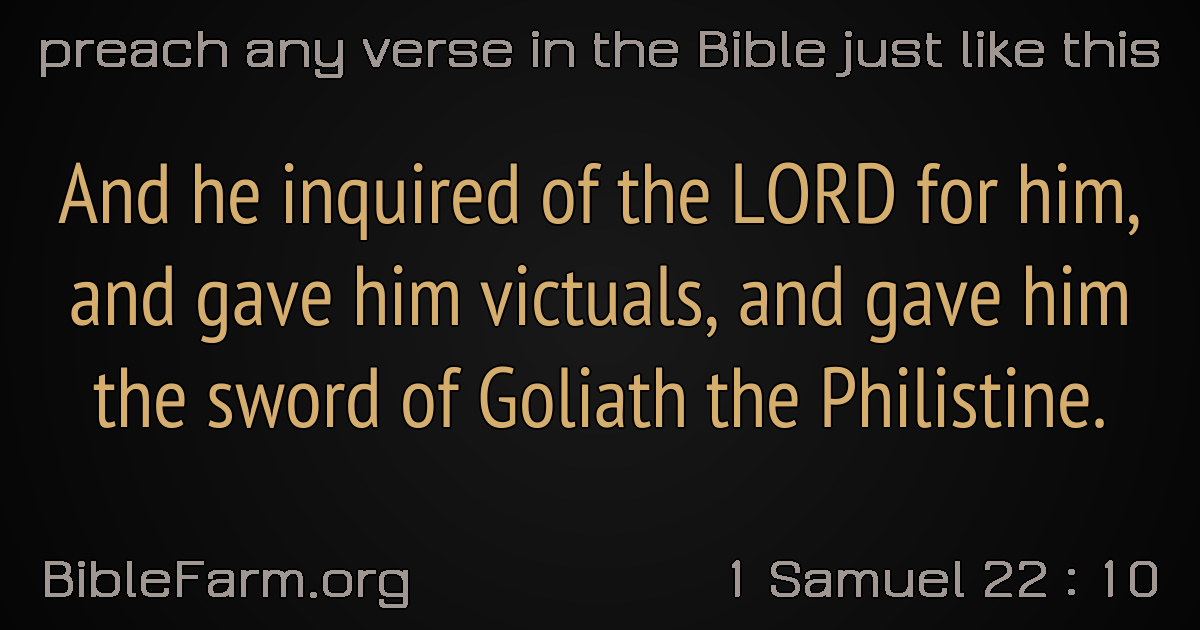 preach any verse in the Bible just like this
And he inquired of the LORD for him,
and gave him victuals, and gave him
the sword of Goliath the Philistine.
BibleFarm.org
1 Samuel 22 : 10